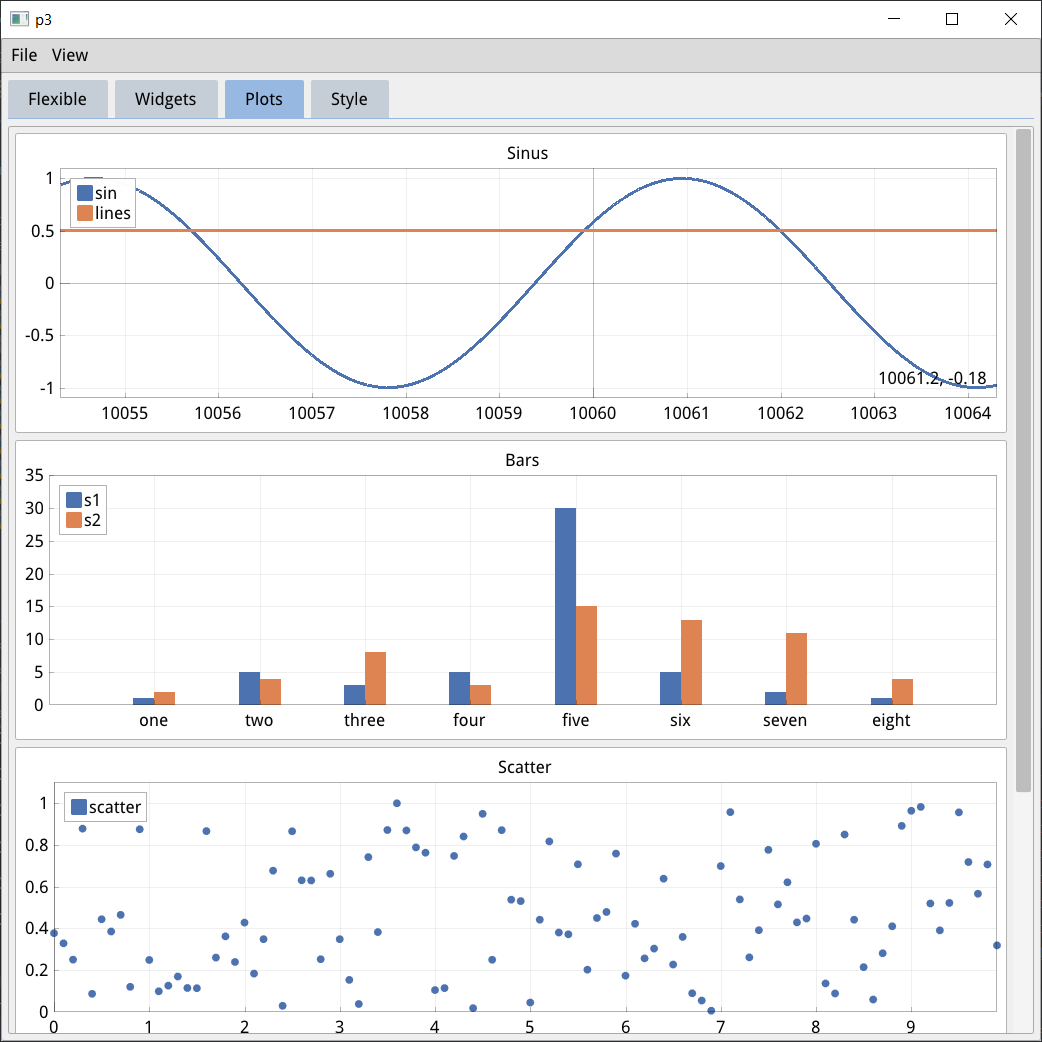 p3
File View
Flexible Widgets Plots Style
Sinus
sin
lines
1
0.5
0
-0.5
-1
10061.2, -0.18
10055 10056 10057 10058 10059 10060 10061 10062 10063 10064
Bars
s1
s2
35
30
25
20
15
10
5
0
one two three four five six seven eight
Scatter
scatter
1
0.8
0.6
0.4
0.2
0
0 1 2 3 4 5 6 7 8 9